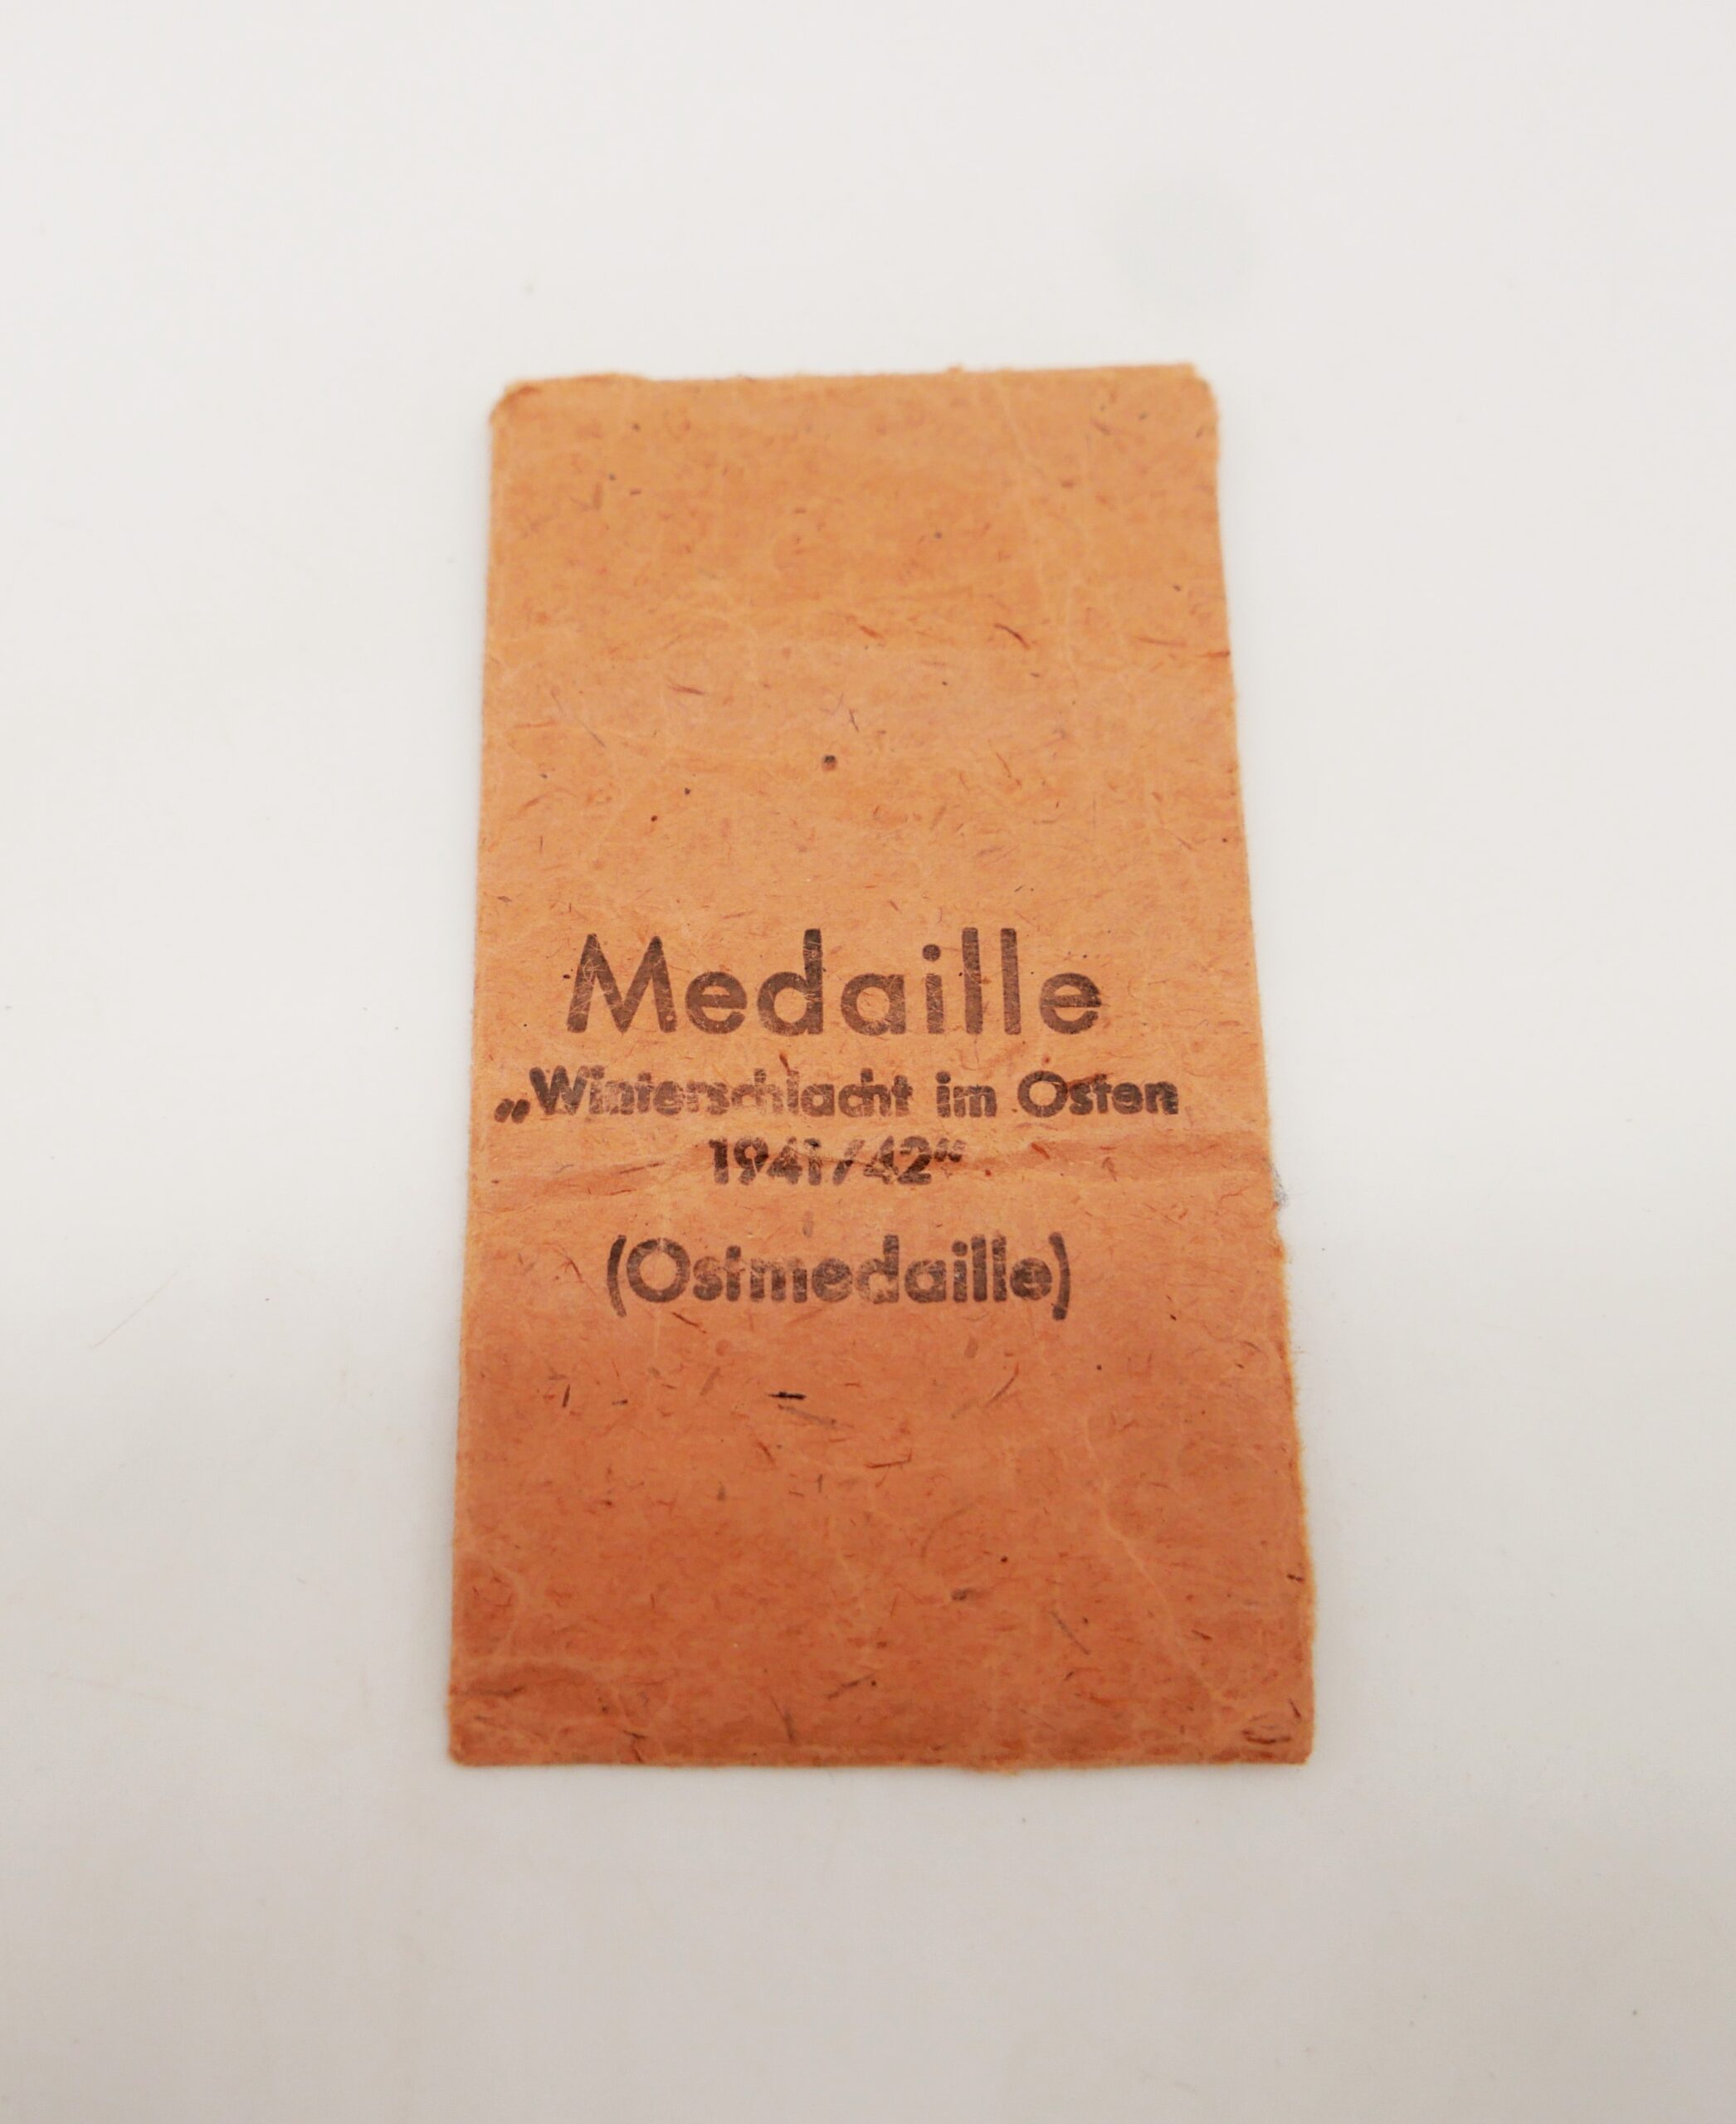 Medaille
„Winterschlacht im Osten
1941/42“
(Ostmedaille)